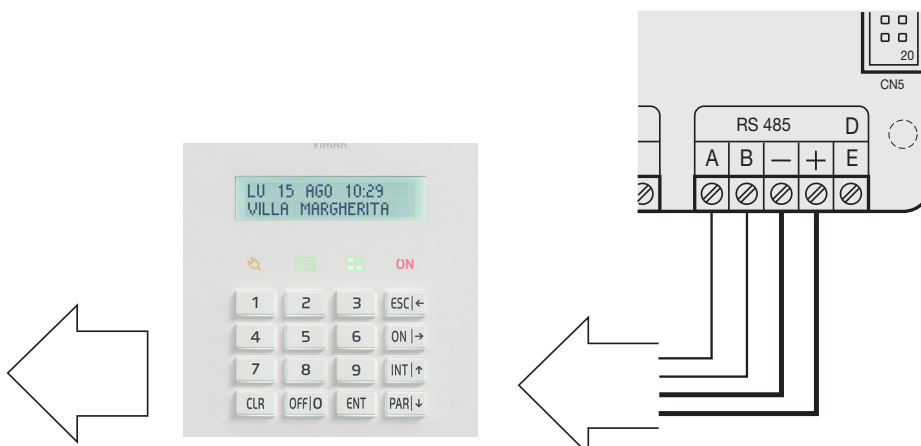 VIMAR
LU 15 AGO 10:29
VILLA MARGHERITA
ON
1 2 3 ESC|←
4 5 6 ON|→
7 8 9 INT|↑
CLR OFF|O ENT PAR|↓
20
CN5
RS 485 D
A B — + E